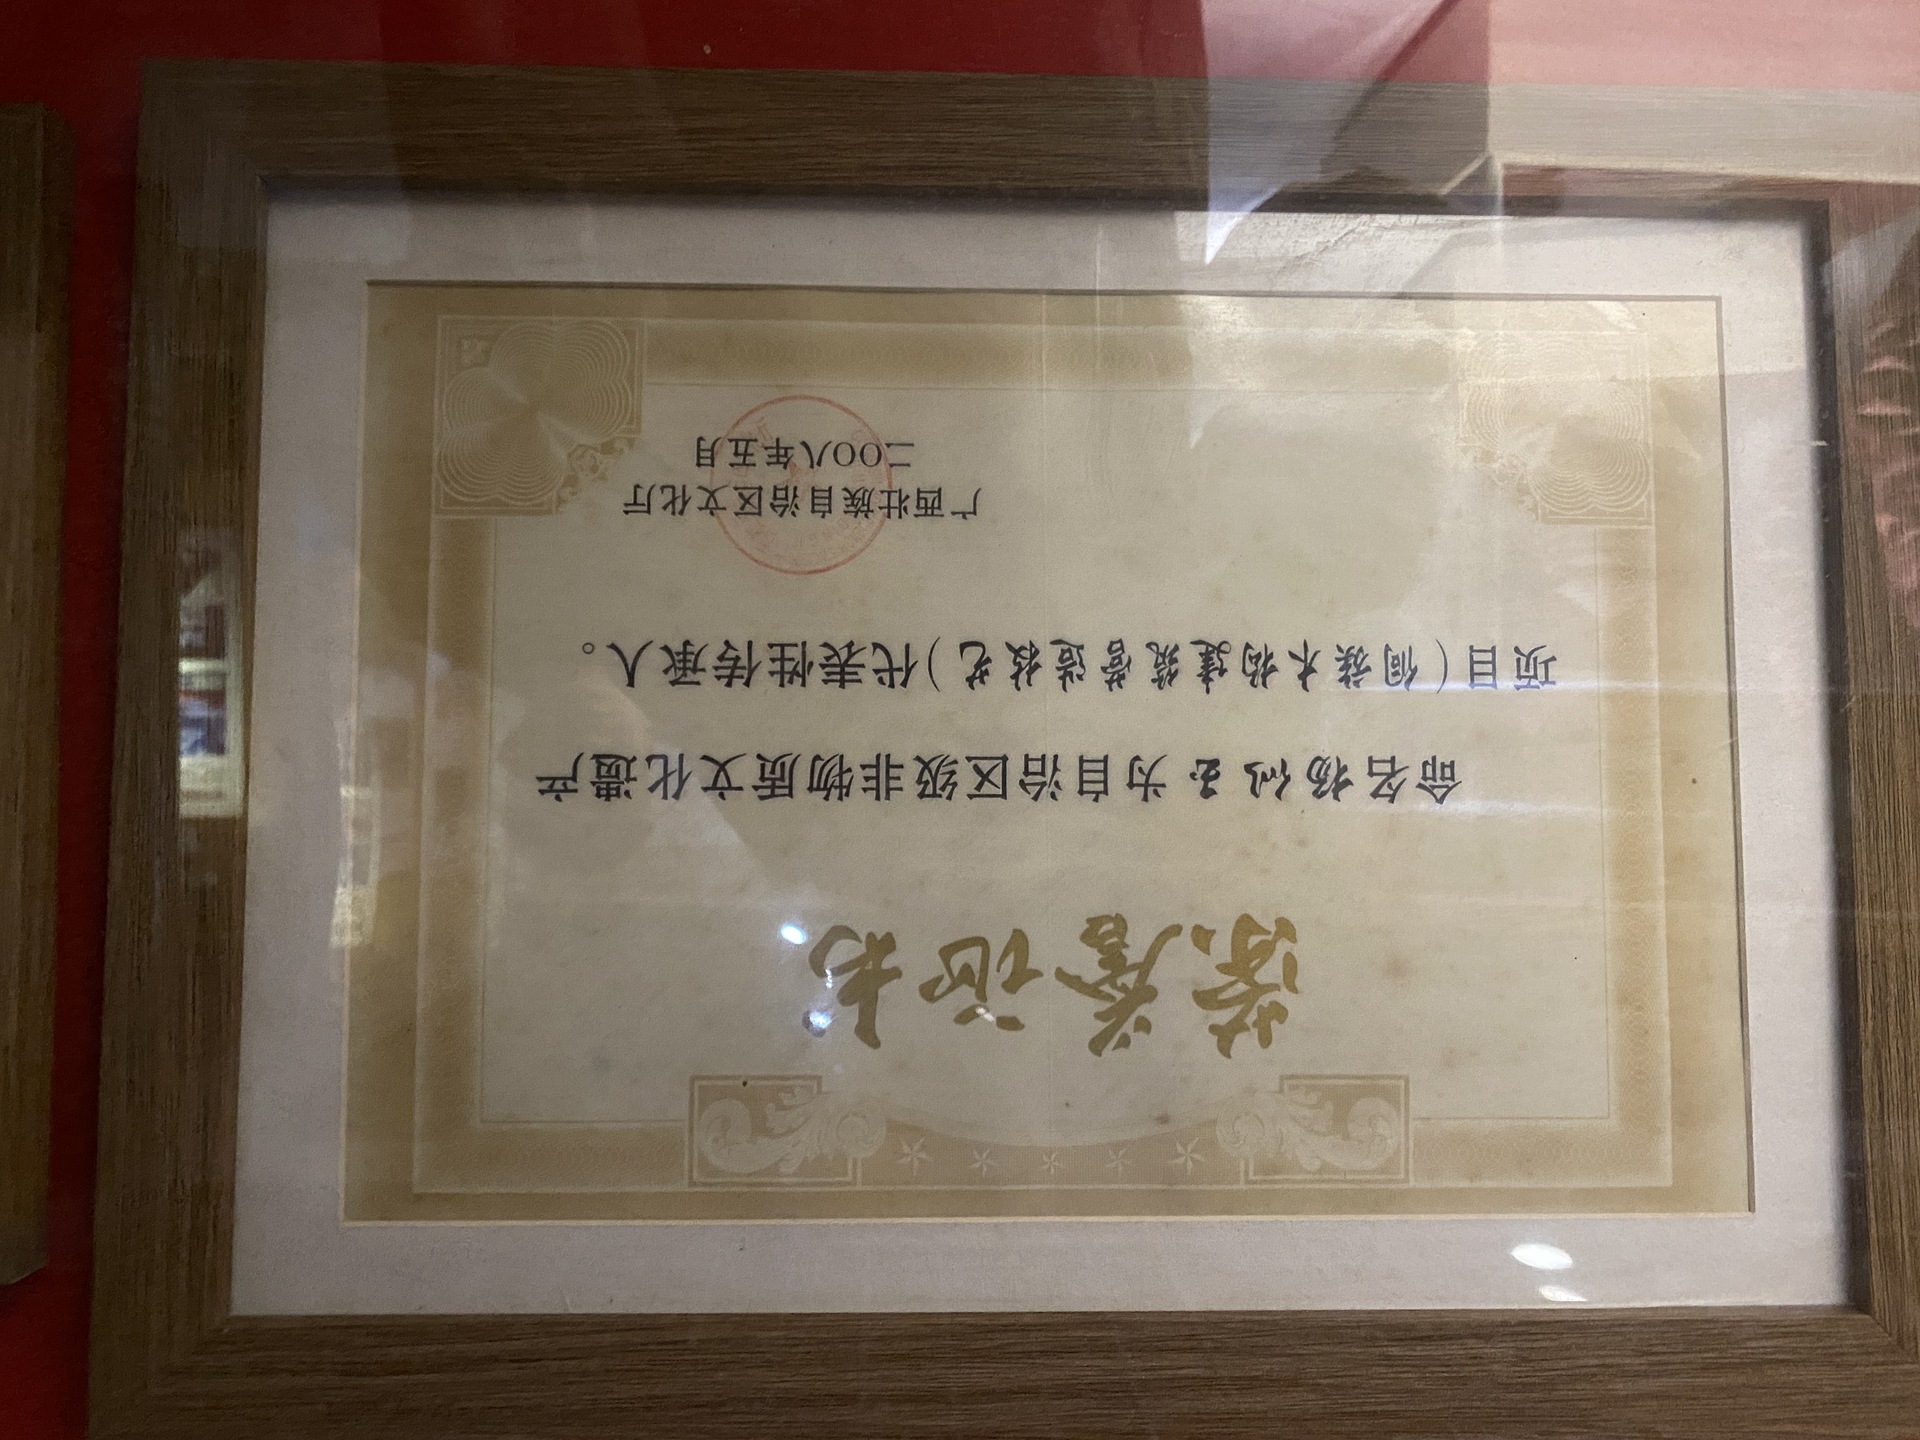 荣誉证书
命名杨似玉为自治区级非物质文化遗产
项目(侗族木构建筑营造技艺)代表性传承人。
广西壮族自治区文化厅
二〇〇八年五月